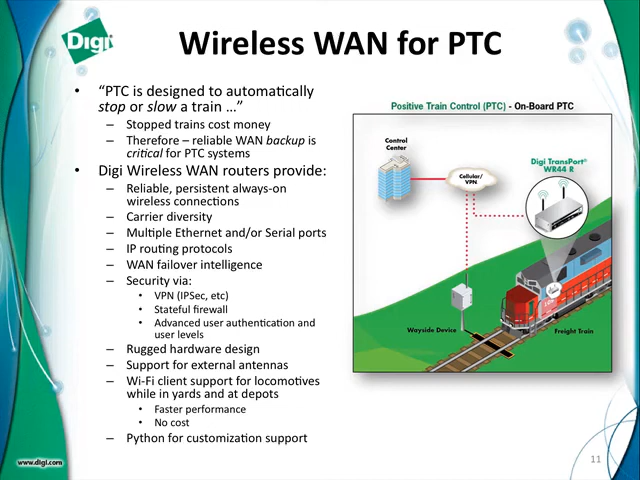 Digi
Wireless WAN for PTC
• “PTC is designed to automatically
stop or slow a train …”
– Stopped trains cost money
– Therefore – reliable WAN backup is
critical for PTC systems
• Digi Wireless WAN routers provide:
– Reliable, persistent always-on
wireless connections
– Carrier diversity
– Multiple Ethernet and/or Serial ports
– IP routing protocols
– WAN failover intelligence
– Security via:
• VPN (IPSec, etc)
• Stateful firewall
• Advanced user authentication and
user levels
– Rugged hardware design
– Support for external antennas
– Wi-Fi client support for locomotives
while in yards and at depots
• Faster performance
• No cost
– Python for customization support
Positive Train Control (PTC) - On-Board PTC
Control
Center
Cellular/
VPN
Digi TransPort®
WR44 R
Wayside Device
Freight Train
www.digi.com
11